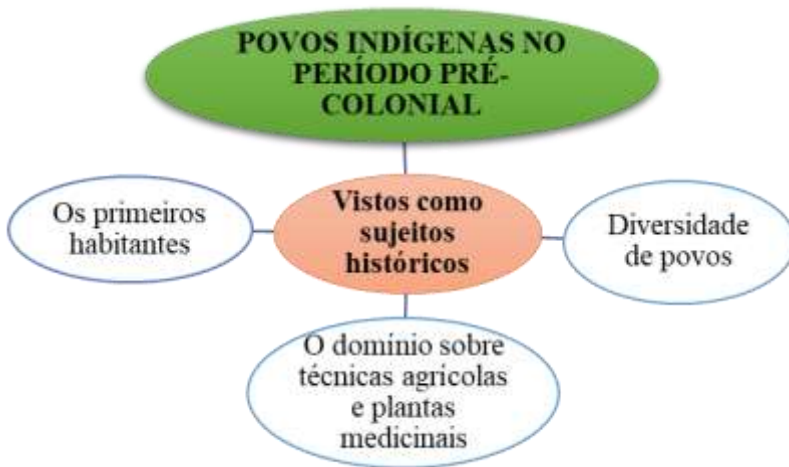 POVOS INDÍGENAS NO
PERÍODO PRÉ-
COLONIAL
Os primeiros
habitantes
Vistos como
sujeitos
históricos
Diversidade
de povos
O domínio sobre
técnicas agrícolas
e plantas
medicinais